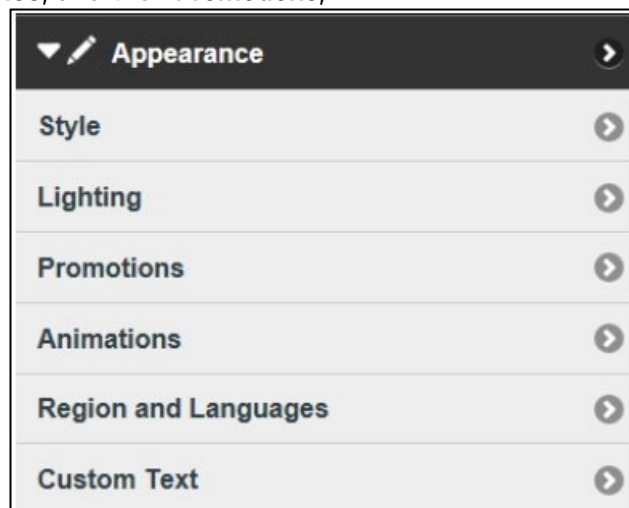 Appearance
Style
Lighting
Promotions
Animations
Region and Languages
Custom Text